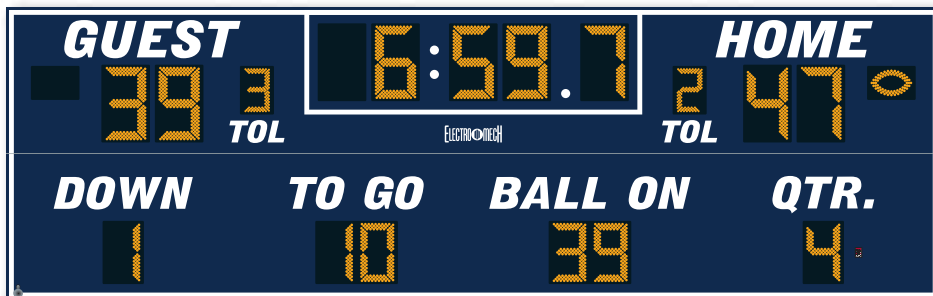 GUEST 6:59.7 HOME
39 3 2 47
TOL TOL
ELECTRO-MECH
DOWN TO GO BALL ON QTR.
1 10 39 4